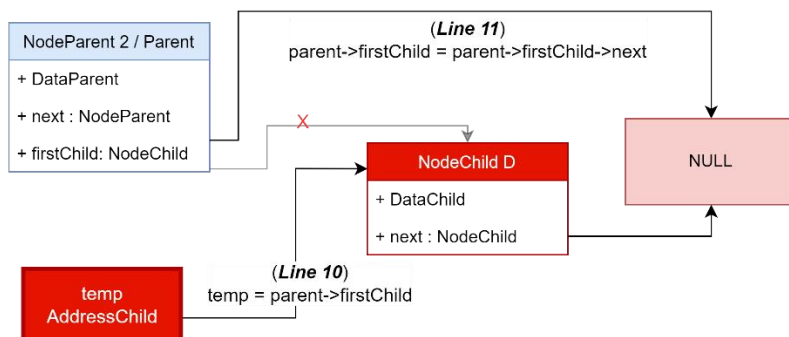 NodeParent 2 / Parent
+ DataParent
+ next : NodeParent
+ firstChild: NodeChild
(Line 11)
parent->firstChild = parent->firstChild->next
X
NodeChild D
+ DataChild
+ next : NodeChild
NULL
(Line 10)
temp = parent->firstChild
temp
AddressChild